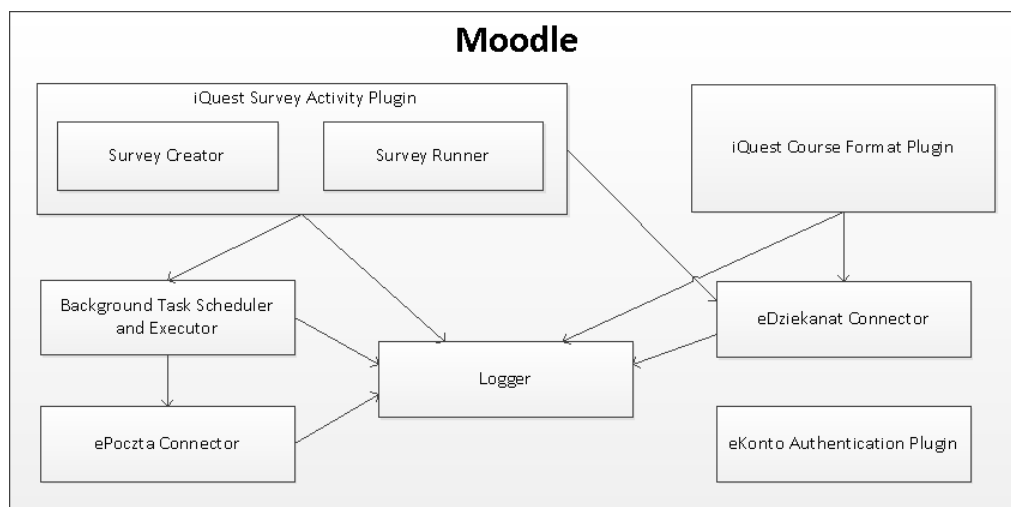 Moodle
iQuest Survey Activity Plugin
Survey Creator
Survey Runner
iQuest Course Format Plugin
Background Task Scheduler
and Executor
eDziekanat Connector
Logger
ePoczta Connector
eKonto Authentication Plugin